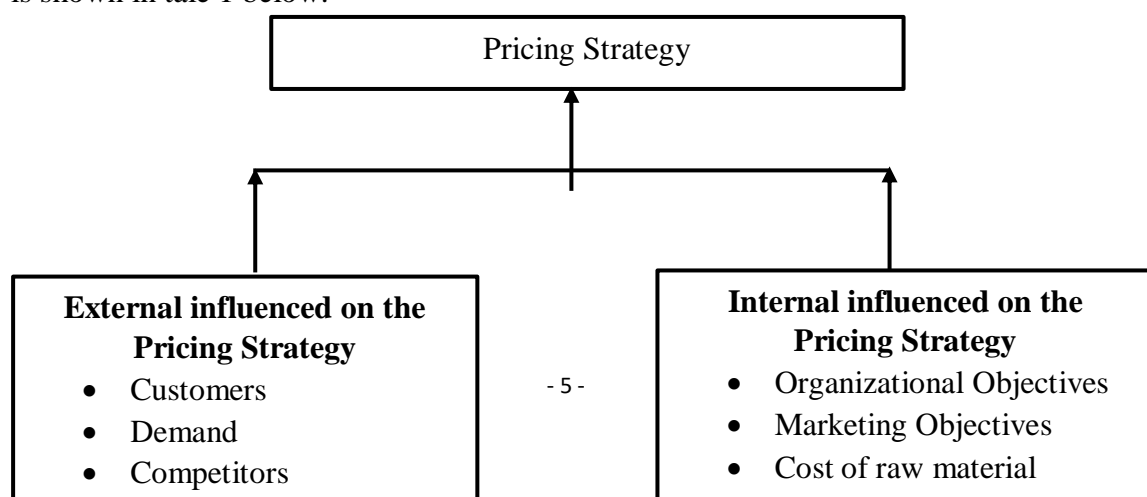 is shown in tale 1 below.
Pricing Strategy
External influenced on the
Pricing Strategy
• Customers
• Demand
• Competitors
- 5 -
Internal influenced on the
Pricing Strategy
• Organizational Objectives
• Marketing Objectives
• Cost of raw material